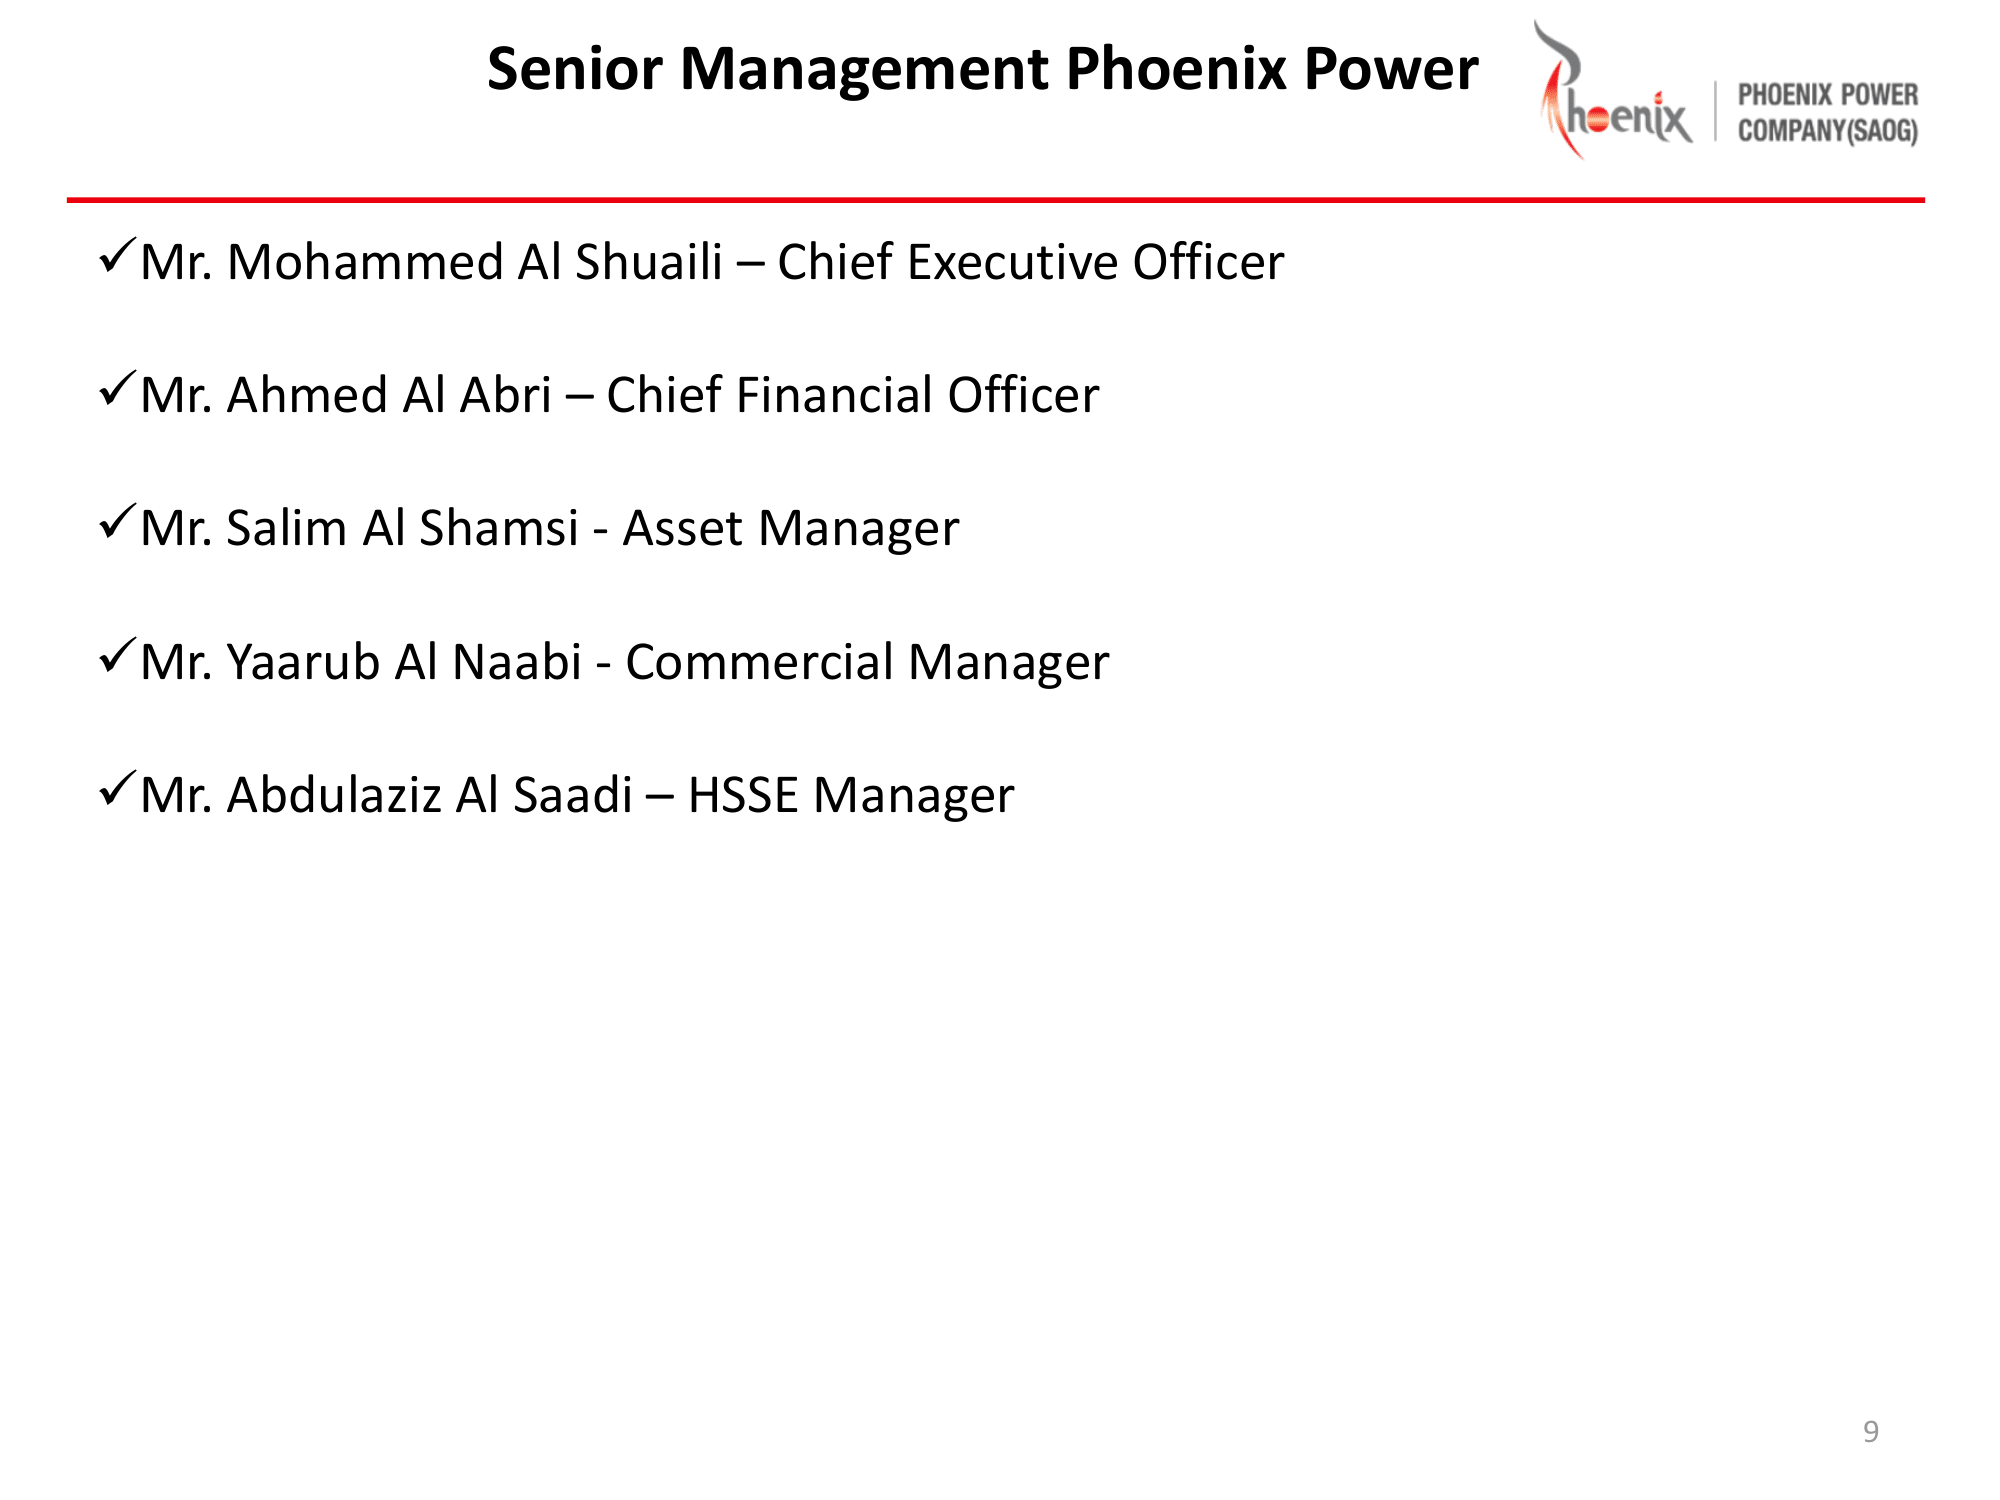 Senior Management Phoenix Power
Phoenix
PHOENIX POWER
COMPANY(SAOG)
✓Mr. Mohammed Al Shuaili – Chief Executive Officer
✓Mr. Ahmed Al Abri – Chief Financial Officer
✓Mr. Salim Al Shamsi - Asset Manager
✓Mr. Yaarub Al Naabi - Commercial Manager
✓Mr. Abdulaziz Al Saadi – HSSE Manager
9